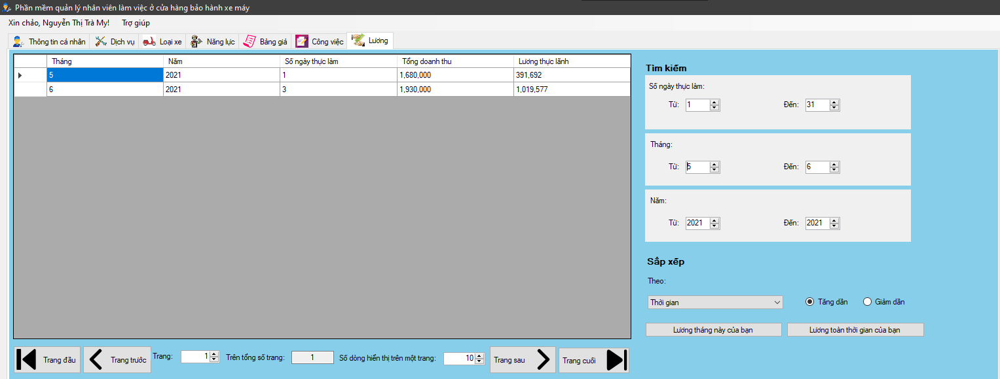 Phần mềm quản lý nhân viên làm việc ở cửa hàng bảo hành xe máy
Xin chào, Nguyễn Thị Trà My! Trợ giúp
Thông tin cá nhân Dịch vụ Loại xe Năng lực Bảng giá Công việc Lương
Tháng Năm Số ngày thực làm Tổng doanh thu Lương thực lãnh
5 2021 1 1,680,000 391,692
6 2021 3 1,930,000 1,019,577
Tìm kiếm
Số ngày thực làm:
Từ: 1 Đến: 31
Tháng:
Từ: 5 Đến: 6
Năm:
Từ: 2021 Đến: 2021
Sắp xếp
Theo:
Thời gian Tăng dần Giảm dần
Lương tháng này của bạn Lương toàn thời gian của bạn
Trang đầu Trang trước Trang: 1 Trên tổng số trang: 1 Số dòng hiển thị trên một trang: 10 Trang sau Trang cuối